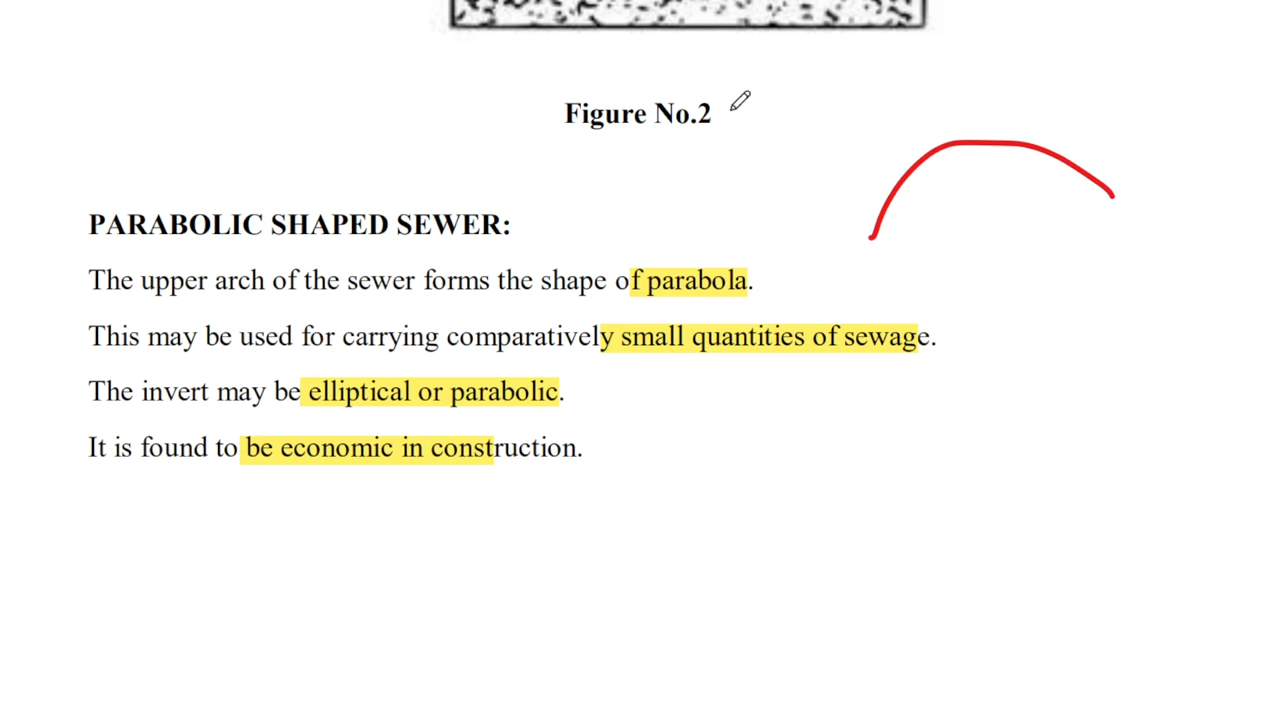 Figure No.2
PARABOLIC SHAPED SEWER:
The upper arch of the sewer forms the shape of parabola.
This may be used for carrying comparatively small quantities of sewage.
The invert may be elliptical or parabolic.
It is found to be economic in construction.